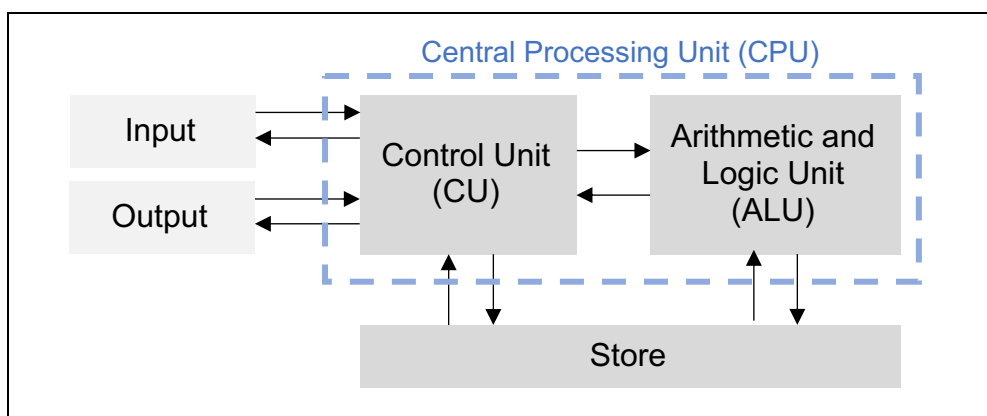 Central Processing Unit (CPU)
Input
Output
Control Unit
(CU)
Arithmetic and
Logic Unit
(ALU)
Store